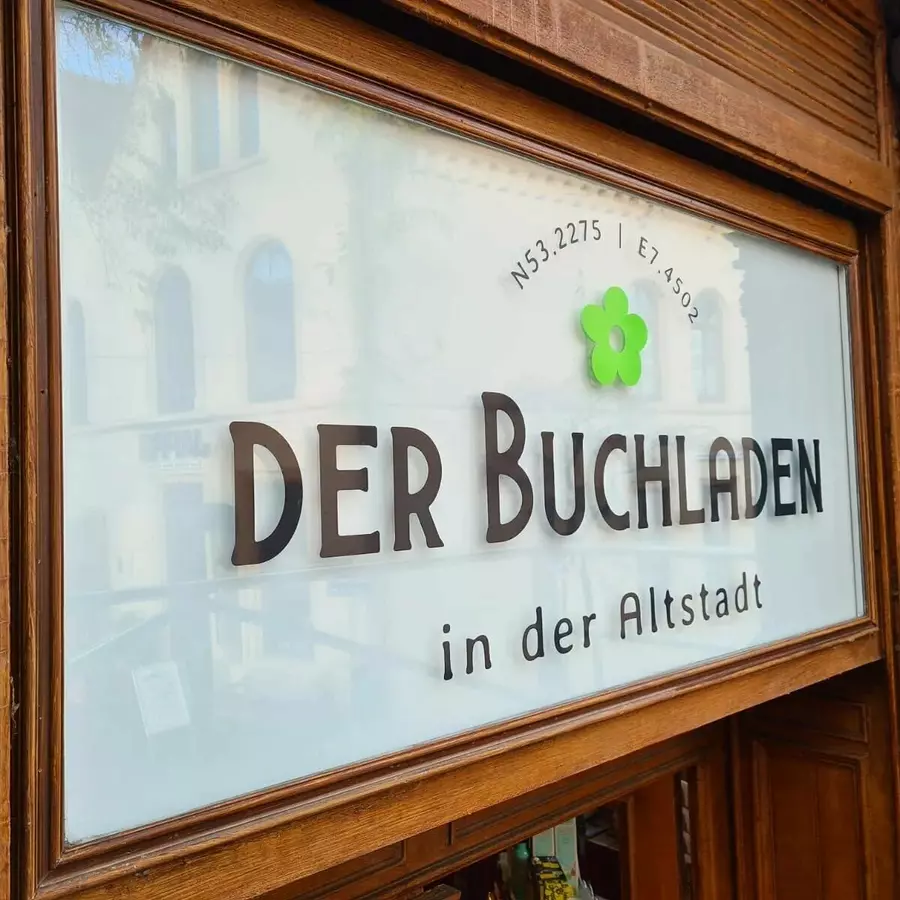 N53.2275 | E7.4502
DER BUCHLADEN
in der Altstadt